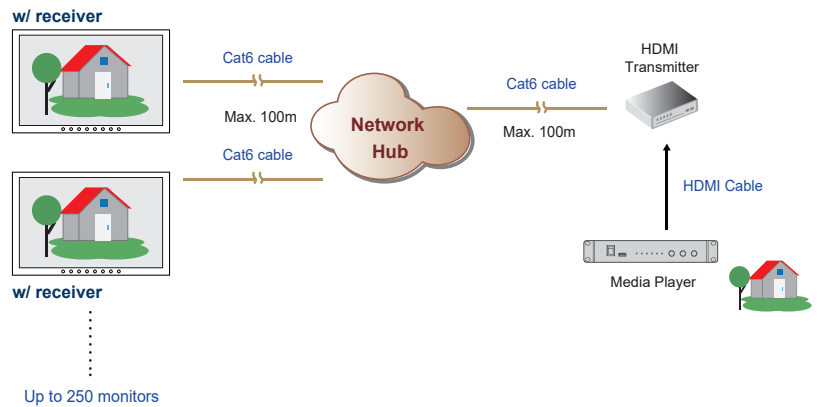 w/ receiver
Cat6 cable
Max. 100m
Cat6 cable
Network
Hub
Cat6 cable
Max. 100m
HDMI
Transmitter
HDMI Cable
Media Player
w/ receiver
Up to 250 monitors